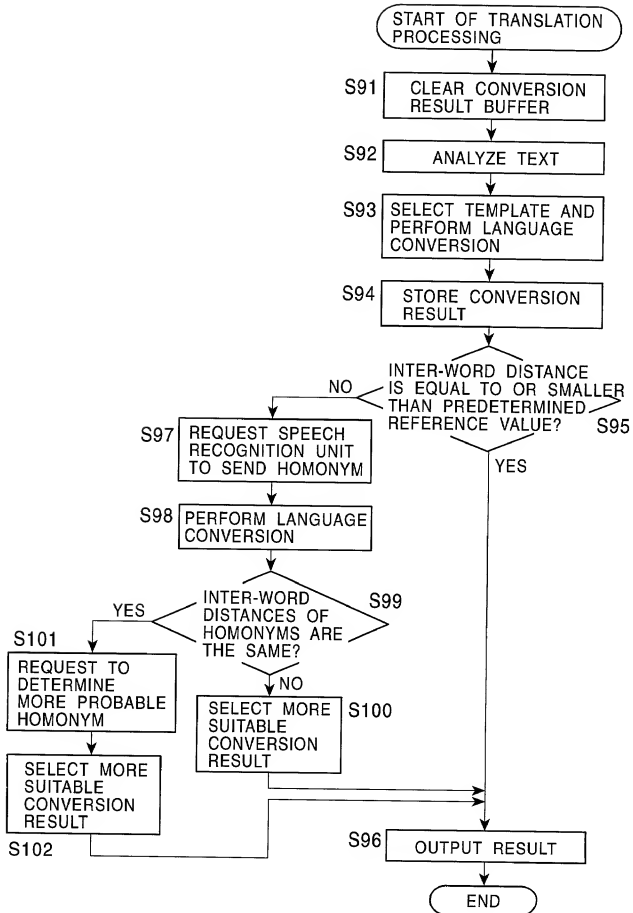 START OF TRANSLATION
PROCESSING
S91
CLEAR CONVERSION
RESULT BUFFER
S92
ANALYZE TEXT
S93
SELECT TEMPLATE AND
PERFORM LANGUAGE
CONVERSION
S94
STORE CONVERSION
RESULT
INTER-WORD DISTANCE
IS EQUAL TO OR SMALLER
THAN PREDETERMINED
REFERENCE VALUE?
S95
NO
YES
S97
REQUEST SPEECH
RECOGNITION UNIT
TO SEND HOMONYM
S98
PERFORM LANGUAGE
CONVERSION
S99
INTER-WORD
DISTANCES OF
HOMONYMS ARE
THE SAME?
YES
NO
S101
REQUEST TO
DETERMINE
MORE PROBABLE
HOMONYM
S100
SELECT MORE
SUITABLE
CONVERSION
RESULT
SELECT MORE
SUITABLE
CONVERSION
RESULT
S102
S96
OUTPUT RESULT
END